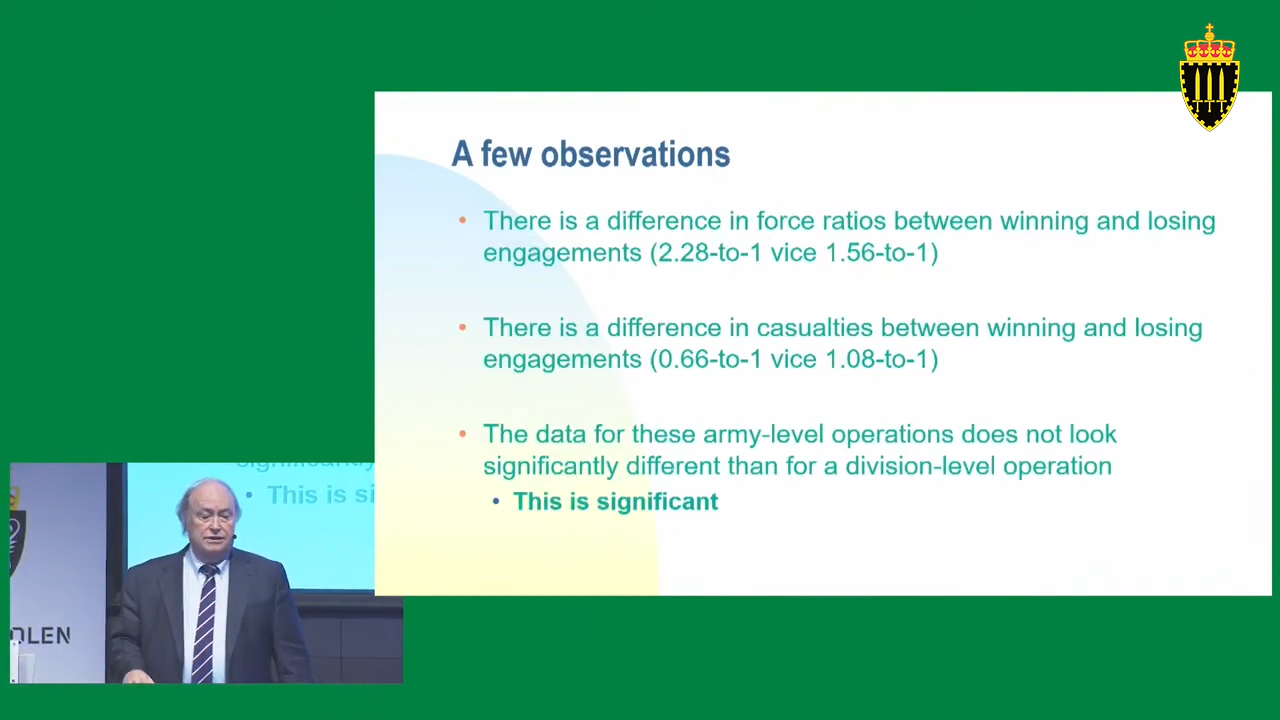 A few observations
• There is a difference in force ratios between winning and losing
engagements (2.28-to-1 vice 1.56-to-1)
• There is a difference in casualties between winning and losing
engagements (0.66-to-1 vice 1.08-to-1)
• The data for these army-level operations does not look
significantly different than for a division-level operation
• This is significant
significantly
• This is si
OLEN